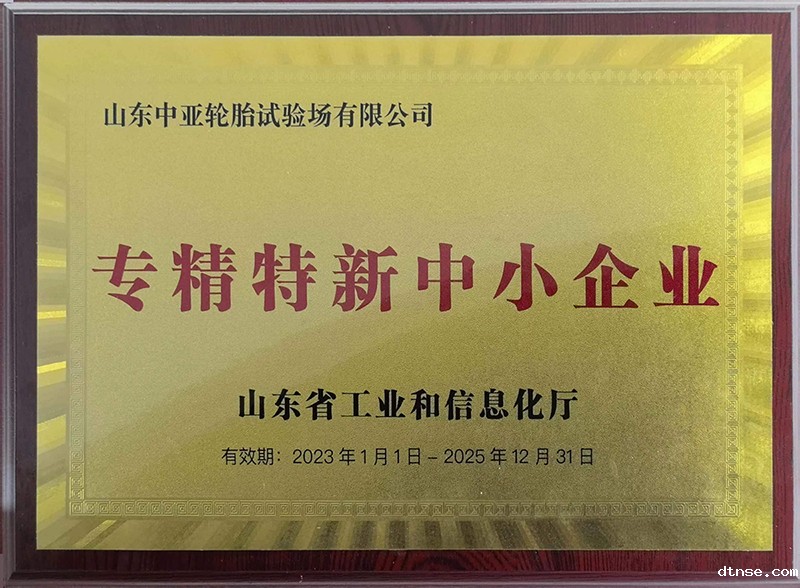 山东中亚轮胎试验场有限公司
专精特新中小企业
山东省工业和信息化厅
有效期：2023年1月1日－2025年12月31日
dtnse.com